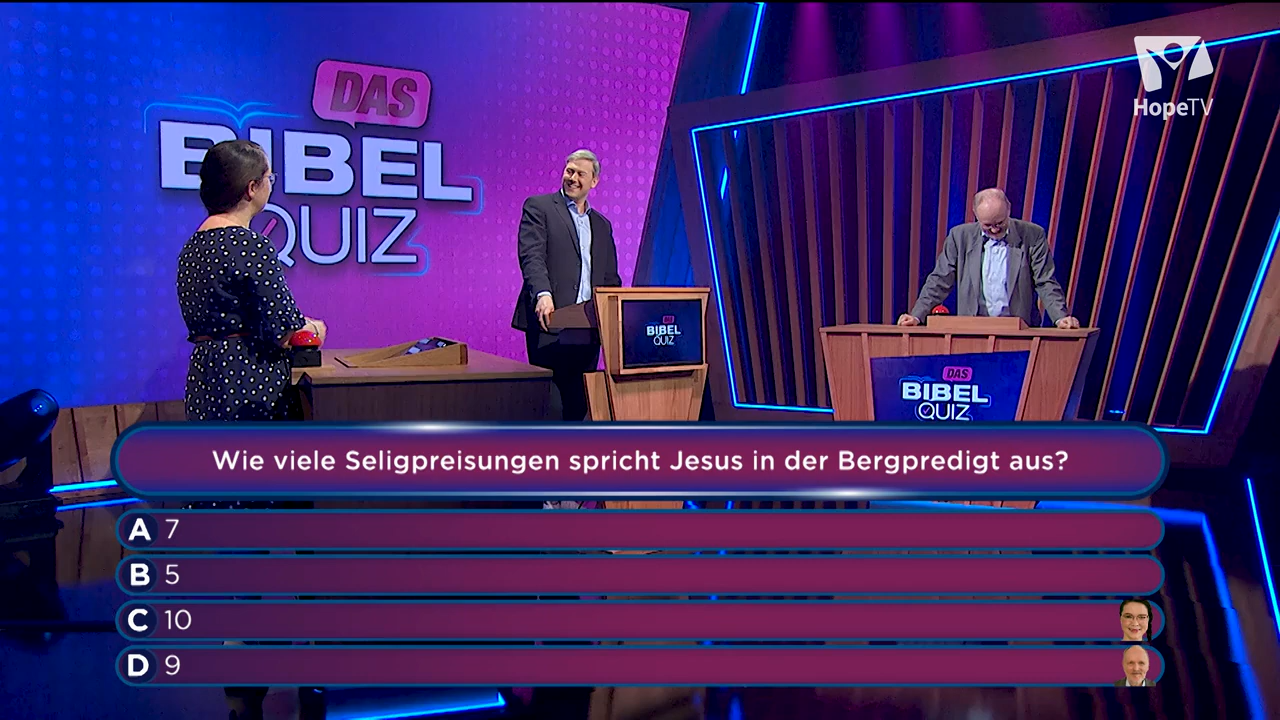 DAS
BIBEL
QUIZ
HopeTV
DAS
BIBEL
QUIZ
DAS
BIBEL
QUIZ
Wie viele Seligpreisungen spricht Jesus in der Bergpredigt aus?
A 7
B 5
C 10
D 9